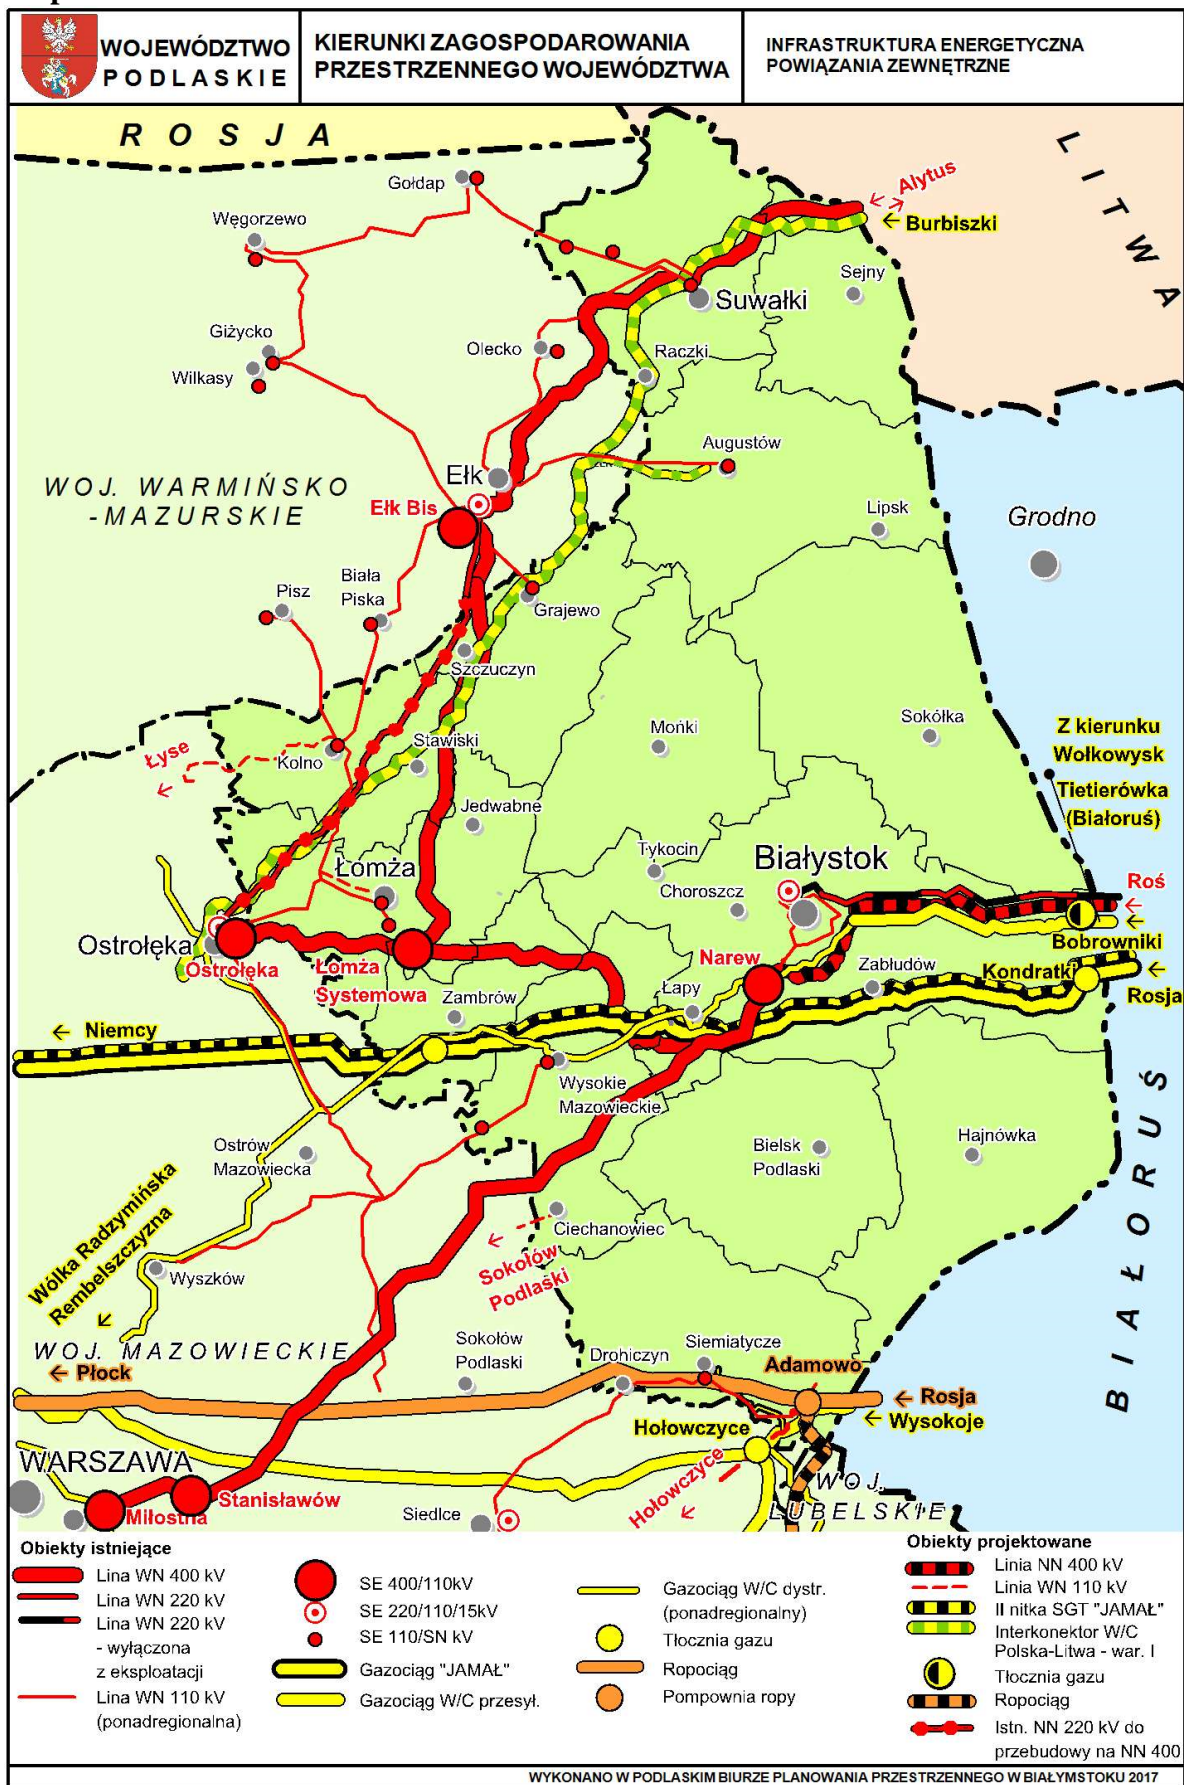 WOJEWÓDZTWO
PODLASKIE
KIERUNKI ZAGOSPODAROWANIA
PRZESTRZENNEGO WOJEWÓDZTWA
INFRASTRUKTURA ENERGETYCZNA
POWIĄZANIA ZEWNĘTRZNE
ROSJA
LITWA
Gołdap
Alytus
← Burbiszki
Węgorzewo
Sejny
Suwałki
Giżycko
Olecko
Raczki
Wilkasy
Augustów
Ełk
WOJ. WARMIŃSKO
-MAZURSKIE
Ełk Bis
Lipsk
Grodno
Pisz
Biała
Piska
Grajewo
Szczuczyn
Sokółka
Z kierunku
Wołkowysk
Mońki
Łyse
Kolno
Stawiski
Tietierówka
(Białoruś)
Jedwabne
Tykocin
Białystok
Łomża
Choroszcz
Roś
←
Ostrołęka
Bobrowniki
Narew
Ostrołęka
Łomża
Systemowa
Zabłudów
Kondratki
←
Rosja
Zambrów
Łapy
← Niemcy
Wysokie
Mazowieckie
BIAŁORUŚ
Ostrów
Mazowiecka
Bielsk
Podlaski
Hajnówka
Wólka Radzymińska
Rembelszczyzna
Ciechanowiec
Sokołów
Podlaski
Wyszków
WOJ. MAZOWIECKIE
Sokołów
Podlaski
Siemiatycze
Drohiczyn
Adamowo
← Płock
← Rosja
← Wysokoje
Hołowczyce
WARSZAWA
Hołowczyce
WOJ.
LUBELSKIE
Stanisławów
Miłostna
Siedlce
Obiekty istniejące
Lina WN 400 kV
Lina WN 220 kV
Lina WN 220 kV
- wyłączona
z eksploatacji
Lina WN 110 kV
(ponadregionalna)
SE 400/110kV
SE 220/110/15kV
SE 110/SN kV
Gazociąg "JAMAŁ"
Gazociąg W/C przesył.
Gazociąg W/C dystr.
(ponadregionalny)
Tłocznia gazu
Ropociąg
Pompownia ropy
Obiekty projektowane
Linia NN 400 kV
Linia WN 110 kV
II nitka SGT "JAMAŁ"
Interkonektor W/C
Polska-Litwa - war. I
Tłocznia gazu
Ropociąg
Istn. NN 220 kV do
przebudowy na NN 400
WYKONANO W PODLASKIM BIURZE PLANOWANIA PRZESTRZENNEGO W BIAŁYMSTOKU 2017